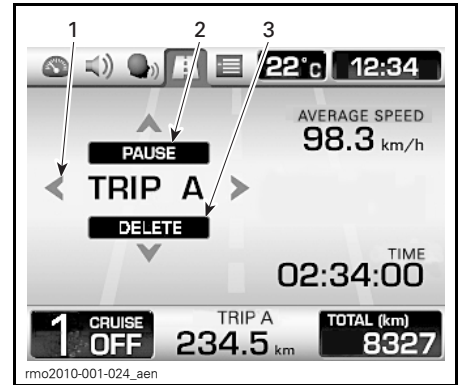 1 2 3
22°c 12:34
AVERAGE SPEED
98.3 km/h
PAUSE
TRIP A
DELETE
TIME
02:34:00
1 CRUISE OFF
TRIP A
234.5 km
TOTAL (km)
8327
rmo2010-001-024_aen